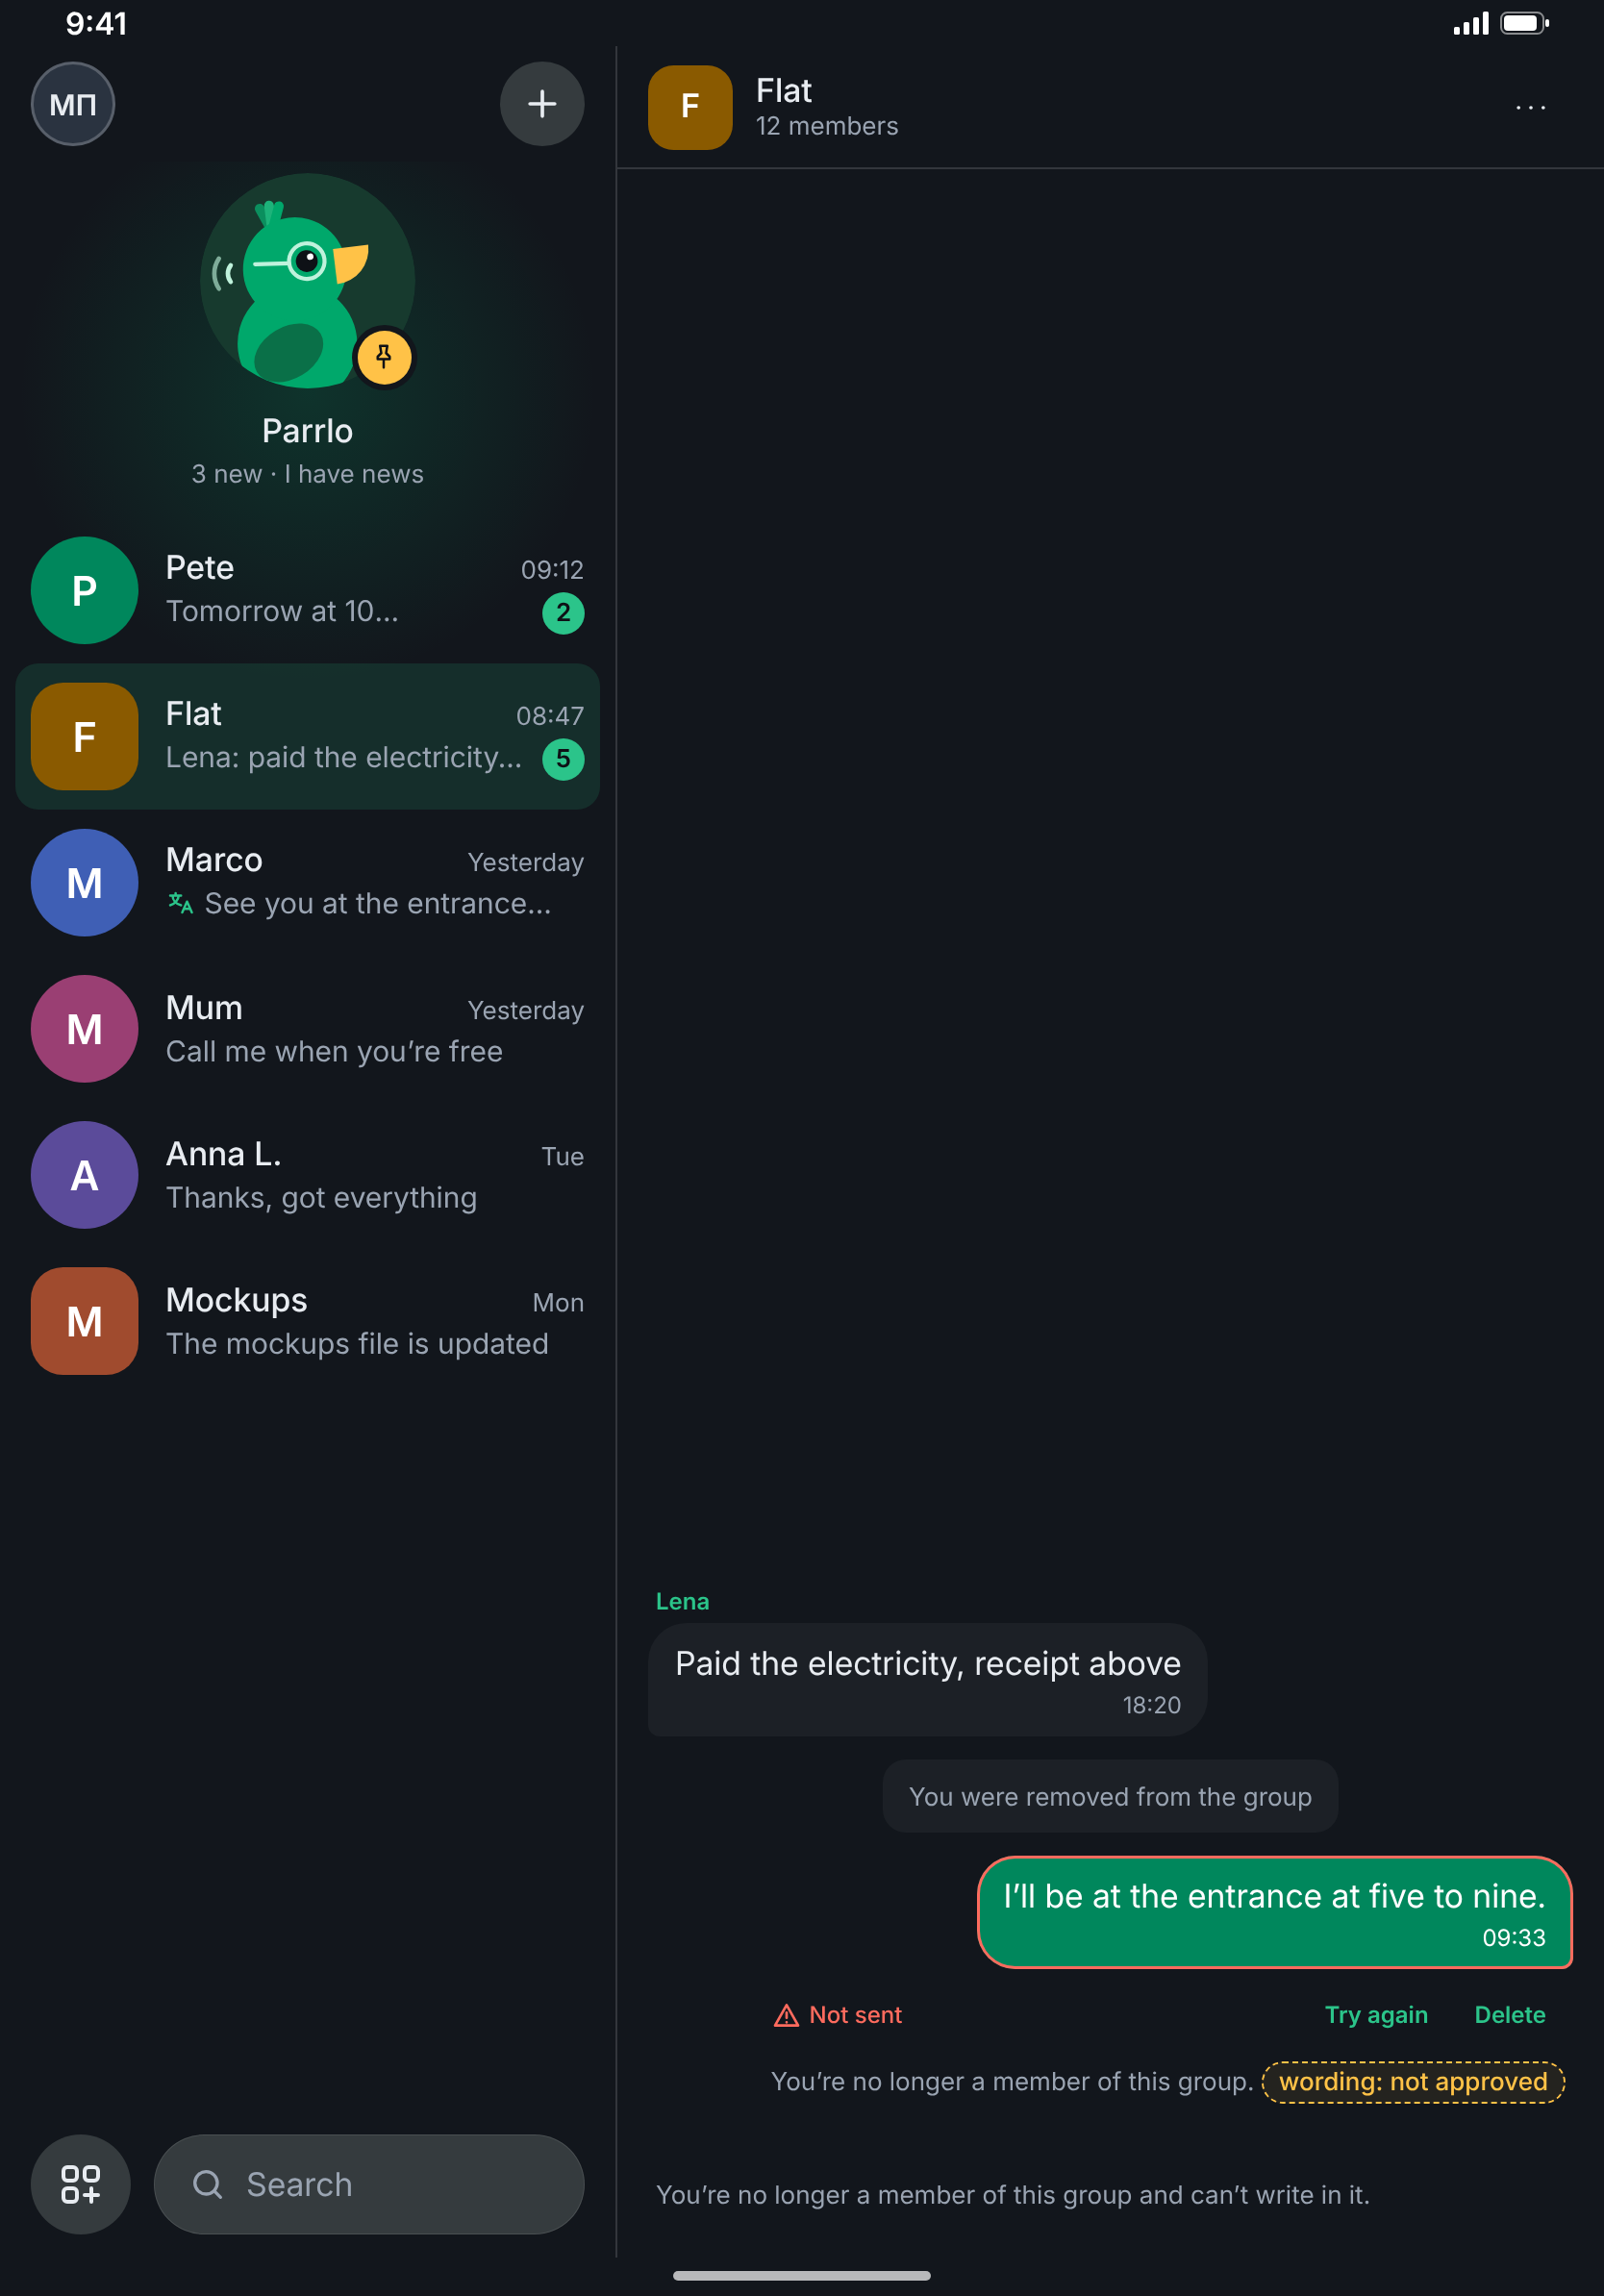 9:41
МП
Parrlo
3 new · I have news
P
Pete
09:12
Tomorrow at 10...
2
F
Flat
08:47
Lena: paid the electricity...
5
M
Marco
Yesterday
See you at the entrance...
M
Mum
Yesterday
Call me when you’re free
A
Anna L.
Tue
Thanks, got everything
M
Mockups
Mon
The mockups file is updated
Search
F
Flat
12 members
Lena
Paid the electricity, receipt above
18:20
You were removed from the group
I’ll be at the entrance at five to nine.
09:33
Not sent
Try again
Delete
You’re no longer a member of this group. wording: not approved
You’re no longer a member of this group and can’t write in it.